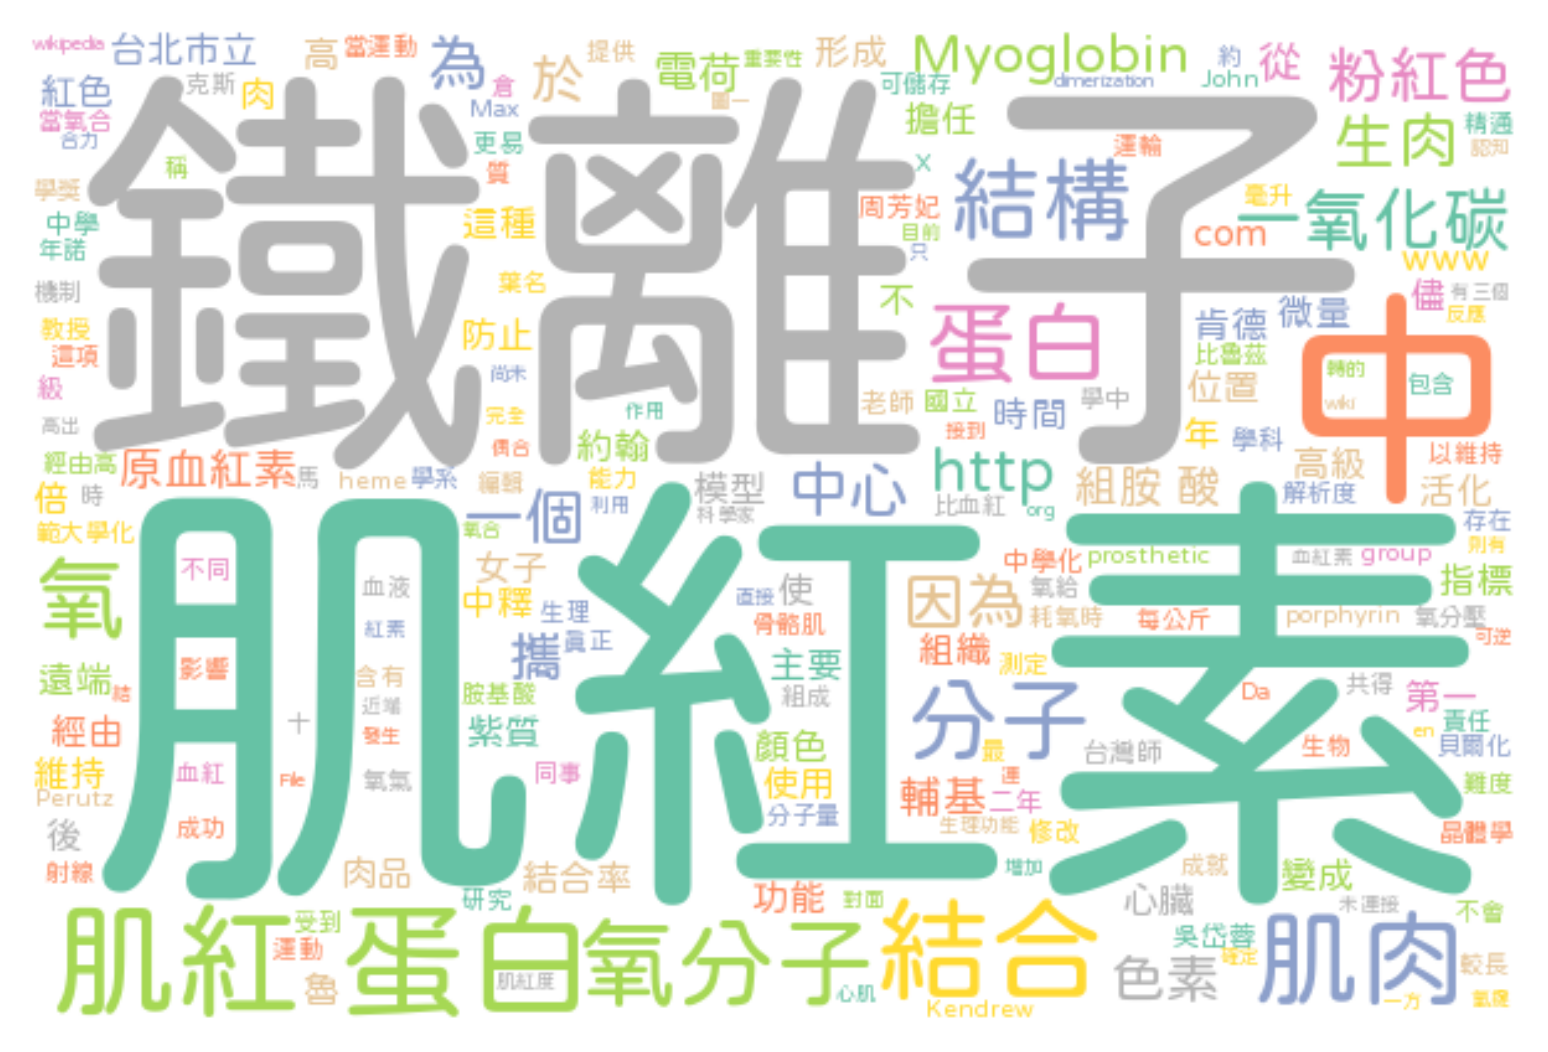 wikipedia
台北市立
克斯
紅色
當氧合
合力
肉
高
當運動
為
倉
Max
更易
質
於
提供
電荷
重要性
圖一
形成
可儲存
擔任
Myoglobin
dimerization
約
John
從
粉紅色
生肉
精通
認知
稱
學獎
中學
年諾
機制
教授
這項
級
高出
鐵離子
這種
葉名
防止
尚未
完全
偶合
作用
約翰
能力
x
周芳妃
目前
只
不
結構
運輪
毫升
一氧化碳
com
www
儘
有三個
反應
蛋白
肯德
微量
比魯茲
位置
中
轉的
wiki
包含
老師
國立
接到
時間
學中
年
學科
以維持
高級
活化
解析度
存在
則有
經由高
倍
時
範大學化
原血紅素
馬
heme
學系
編輯
一個
利用
氧合
模型
科學家
中心
http
比血紅
org
組胺酸
肌紅素
氧
不同
血液
紅素
影響
含有
近端
發生
十
血紅
File
氧氣
成功
遠端
結
經由
維持
Perutz
後
射線
女子
中釋
生理
攜
真正
胺基酸
紫質
同事
直接
使
骨骼肌
主要
組成
顏色
使用
分子量
因為
中學化
氧給
耗氧時
組織
測定
prosthetic
血紅素
group
每公斤
porphyrin
氧分壓
指標
可逆
分子
最
運
輔基
二年
生理功能
修改
Da
共得
台灣師
生物
第一
責任
en
貝爾化
難度
晶體學
肉品
研究
結合率
功能
對面
增加
心臟
成就
變成
未連接
不會
肌紅蛋白
受到
運動
魯
肌紅度
氧分子
心肌
結合
Kendrew
色素
吳岱蓉
確定
肌肉
較長
一方
氧應